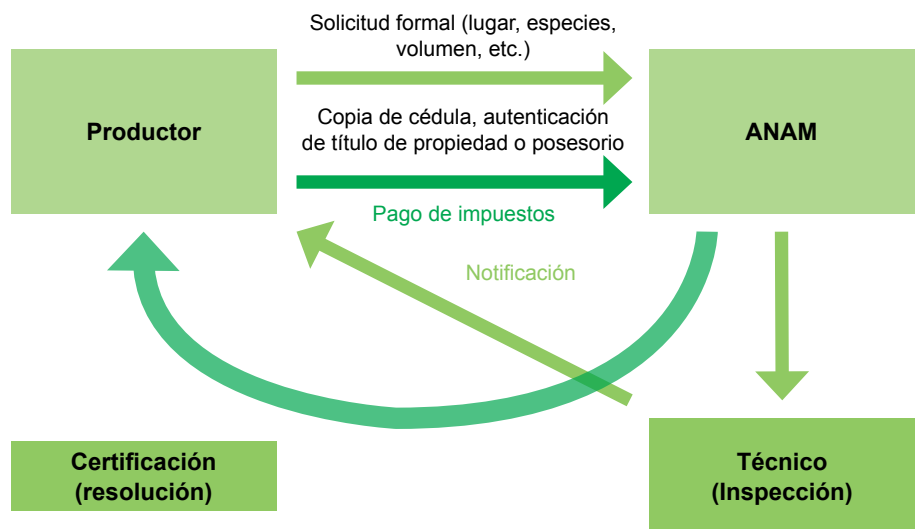 Solicitud formal (lugar, especies,
volumen, etc.)
Productor
ANAM
Copia de cédula, autenticación
de título de propiedad o posesorio
Pago de impuestos
Notificación
Certificación
(resolución)
Técnico
(Inspección)